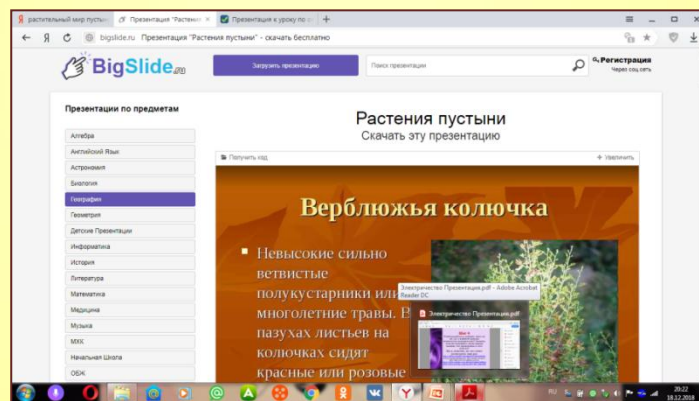 растительный мир пустын
Презентация "Растени
Презентация к уроку по о
bigslide.ru Презентация "Растения пустыни" - скачать бесплатно
BigSlide.ru
Загрузить презентацию
Поиск презентации
Регистрация
Через соц.сеть
Презентации по предметам
Алгебра
Английский Язык
Астрономия
Биология
География
Геометрия
Детские Презентации
Информатика
История
Литература
Математика
Медицина
Музыка
МХК
Начальная Школа
ОБЖ
Растения пустыни
Скачать эту презентацию
Получить код
Увеличить
Верблюжья колючка
Невысокие сильно
ветвистые
полукустарники или
многолетние травы. В
пазухах листьев на
колючках сидят
красные или розовые
Электричество Презентация.pdf - Adobe Acrobat
Reader DC
Электричество Презентация.pdf
RU
20:22
18.12.2018